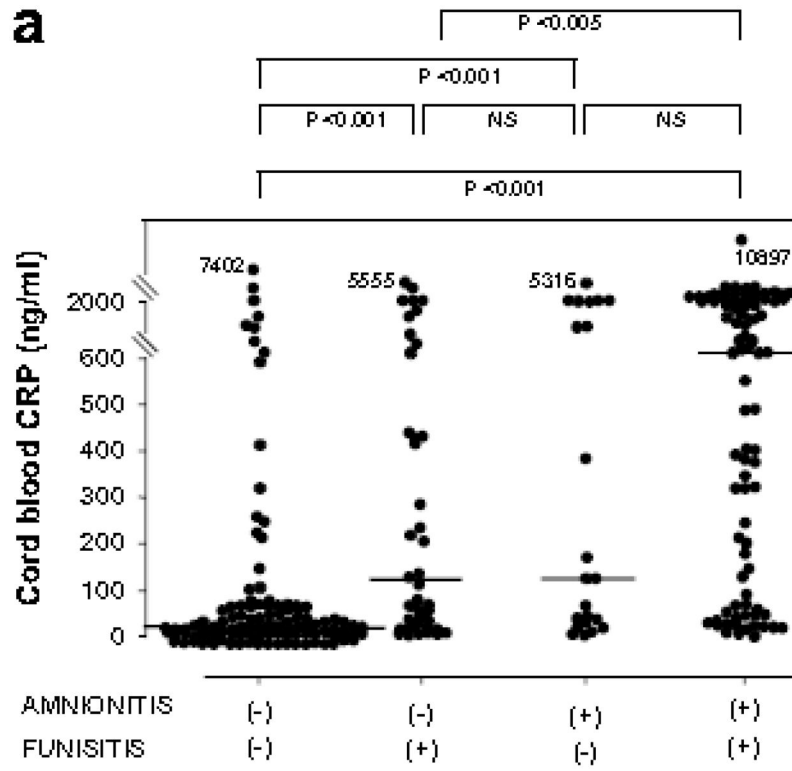 a
P <0.005
P <0.001
P <0.001 NS NS
P <0.001
Cord blood CRP (ng/ml)
7402 5555 5316 10897
2000
600
500
400
300
200
100
0
AMNIONITIS (-) (-) (+) (+)
FUNISITIS (-) (+) (-) (+)